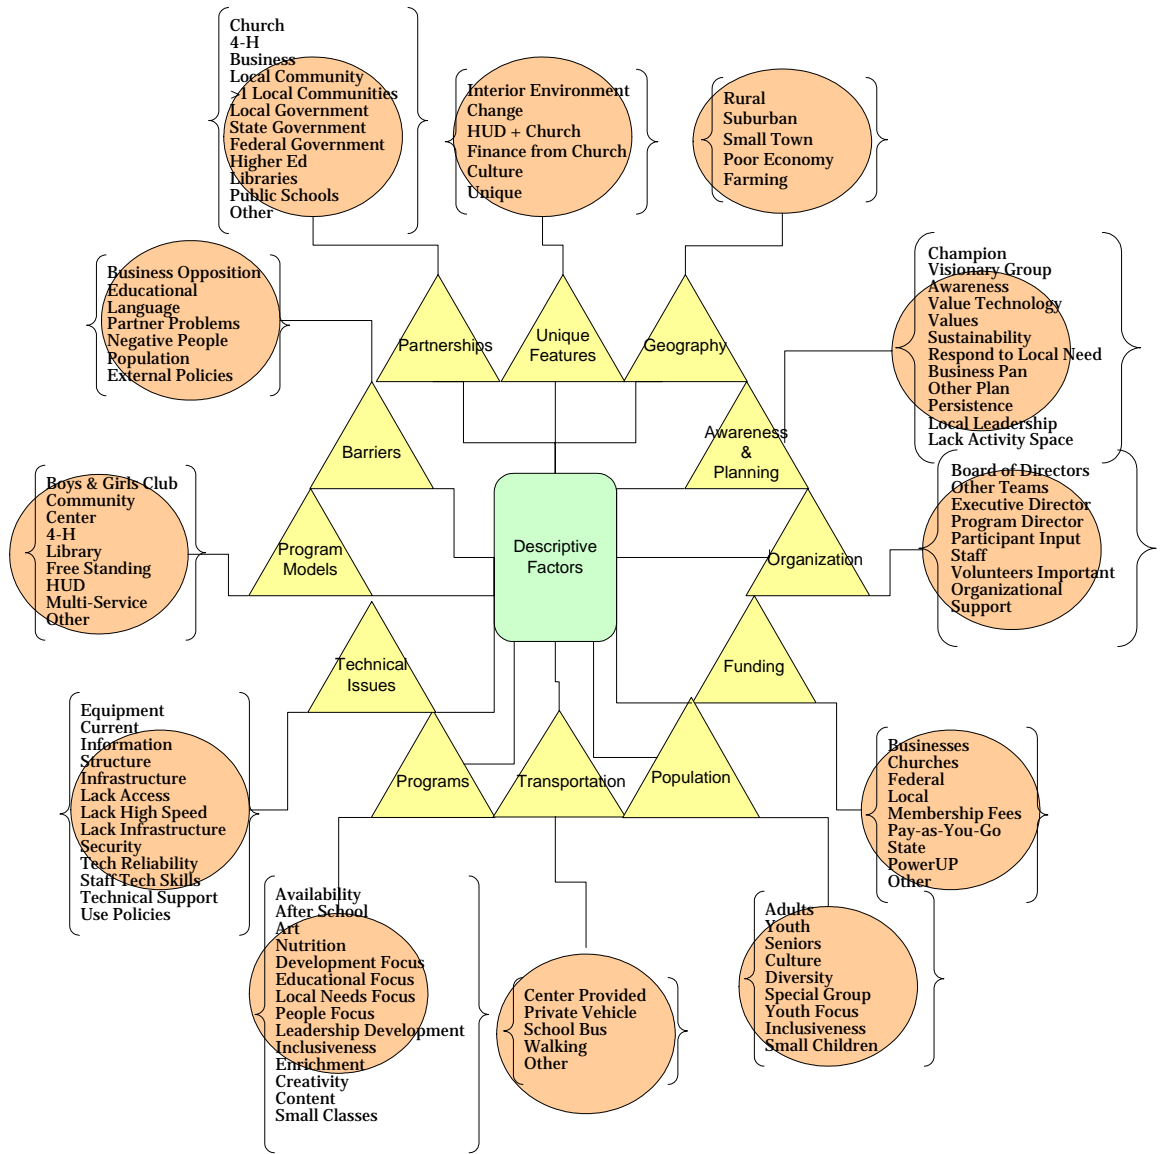 Church
4-H
Business
Local Community
>1 Local Communities
Local Government
State Government
Federal Government
Higher Ed
Libraries
Public Schools
Other
Interior Environment
Change
HUD + Church
Finance from Church
Culture
Unique
Rural
Suburban
Small Town
Poor Economy
Farming
Business Opposition
Educational
Language
Partner Problems
Negative People
Population
External Policies
Partnerships
Unique
Features
Geography
Champion
Visionary Group
Awareness
Value Technology
Values
Sustainability
Respond to Local Need
Business Pan
Other Plan
Persistence
Local Leadership
Lack Activity Space
Barriers
Awareness
&
Planning
Boys & Girls Club
Community
Center
4-H
Library
Free Standing
HUD
Multi-Service
Other
Program
Models
Descriptive
Factors
Organization
Board of Directors
Other Teams
Executive Director
Program Director
Participant Input
Staff
Volunteers Important
Organizational
Support
Technical
Issues
Funding
Equipment
Current
Information
Structure
Infrastructure
Lack Access
Lack High Speed
Lack Infrastructure
Security
Tech Reliability
Staff Tech Skills
Technical Support
Use Policies
Programs
Transportation
Population
Businesses
Churches
Federal
Local
Membership Fees
Pay-as-You-Go
State
PowerUP
Other
Availability
After School
Art
Nutrition
Development Focus
Educational Focus
Local Needs Focus
People Focus
Leadership Development
Inclusiveness
Enrichment
Creativity
Content
Small Classes
Center Provided
Private Vehicle
School Bus
Walking
Other
Adults
Youth
Seniors
Culture
Diversity
Special Group
Youth Focus
Inclusiveness
Small Children